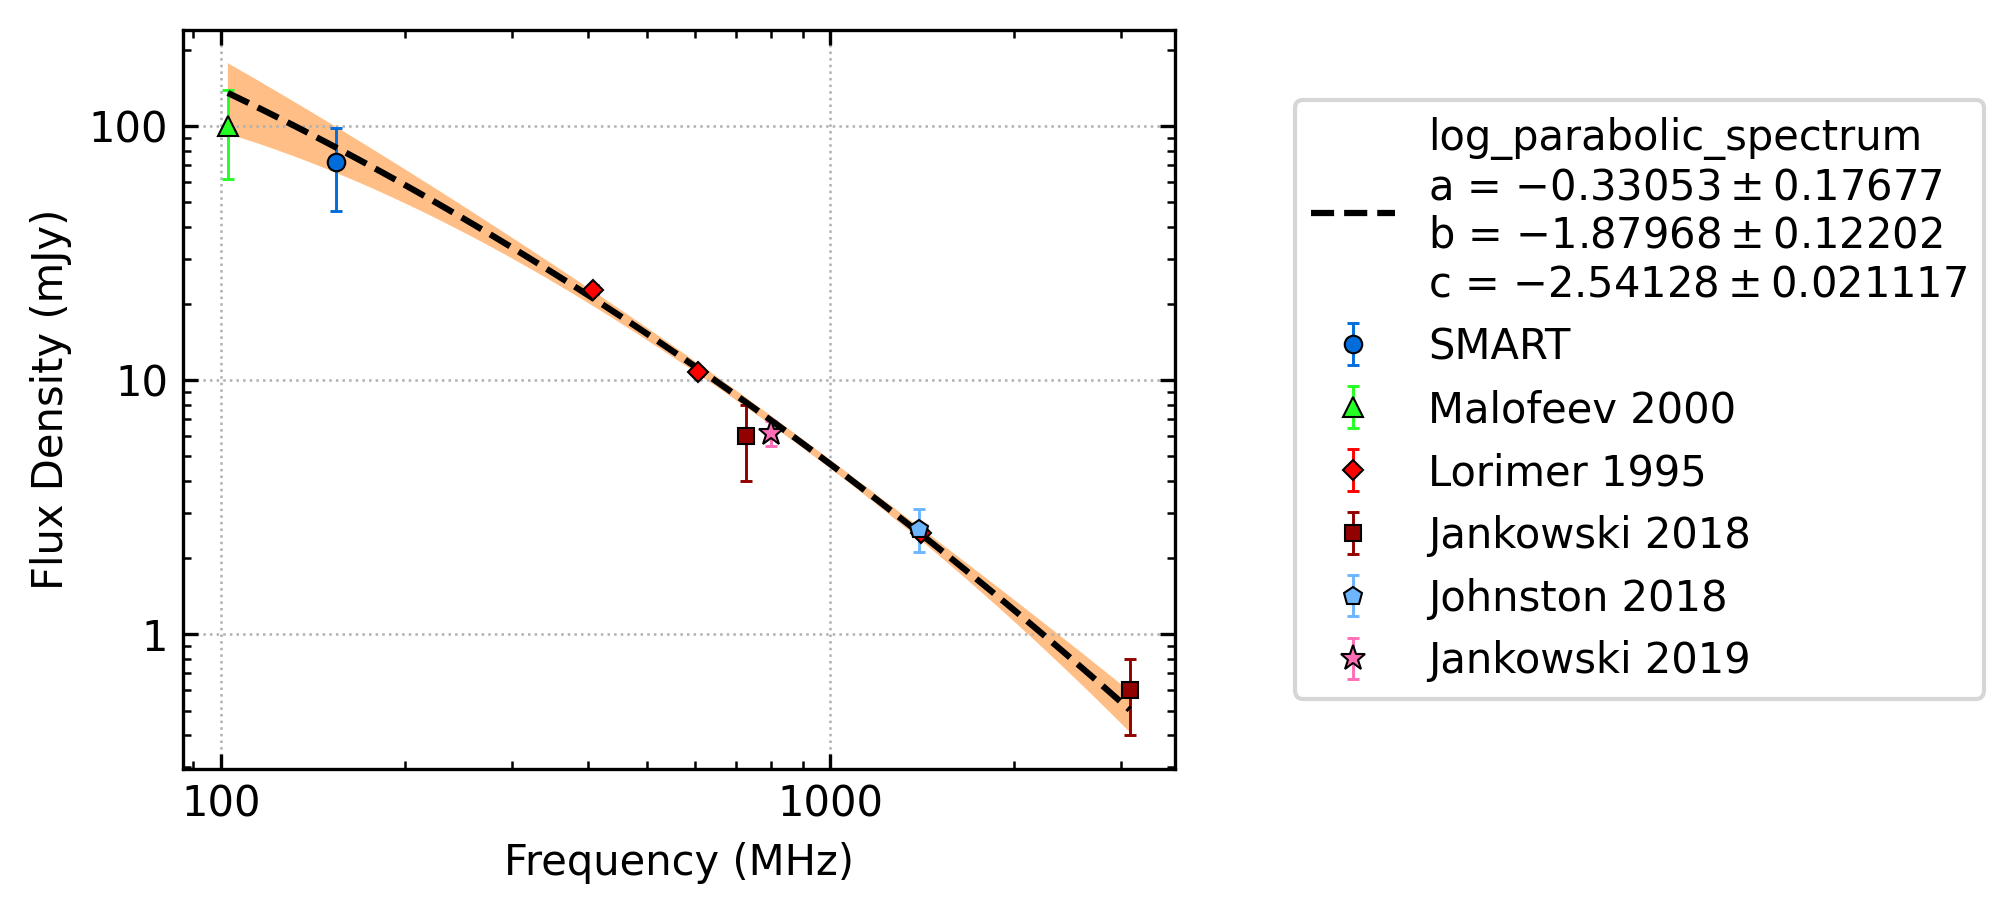 100
10
1
100
1000
Flux Density (mJy)
Frequency (MHz)
log_parabolic_spectrum
a = −0.33053 ± 0.17677
b = −1.87968 ± 0.12202
c = −2.54128 ± 0.021117
SMART
Malofeev 2000
Lorimer 1995
Jankowski 2018
Johnston 2018
Jankowski 2019